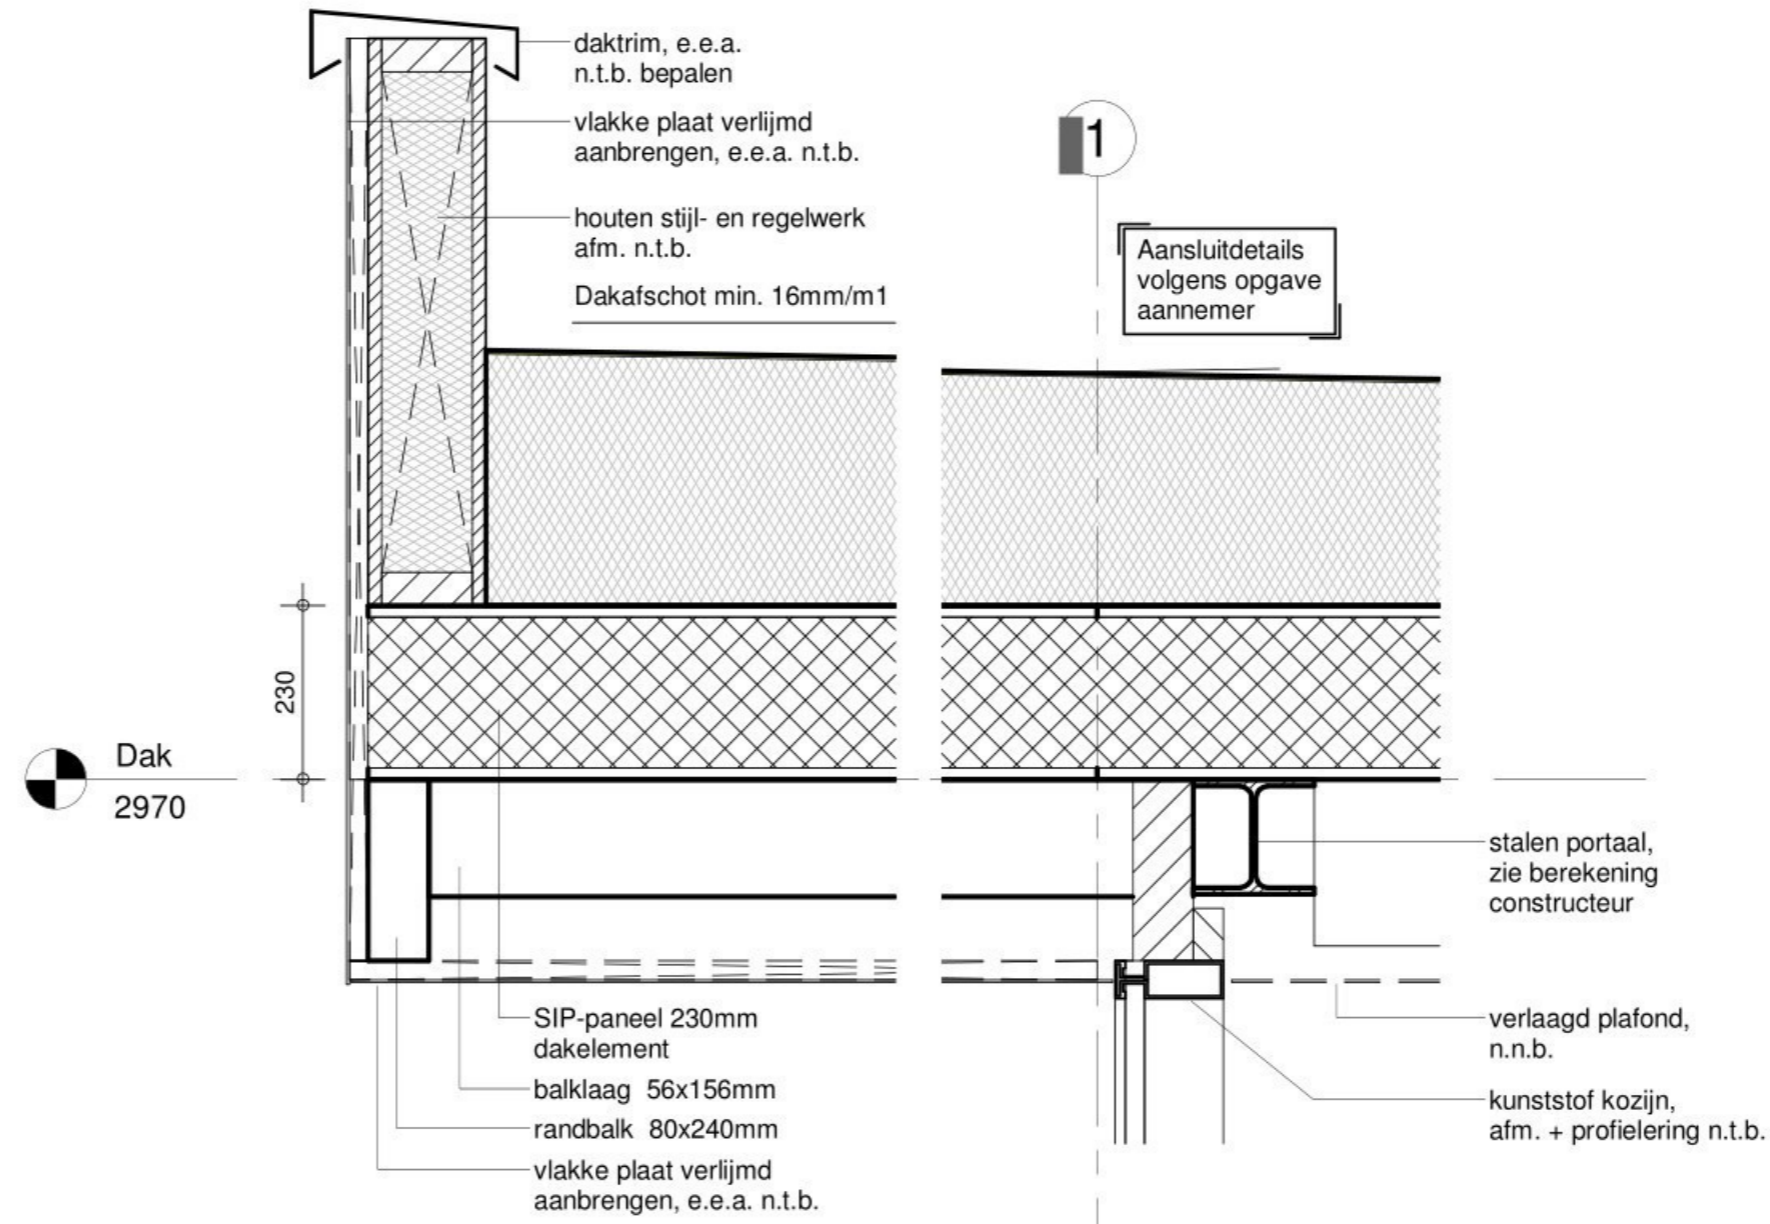 daktrim, e.e.a.
n.t.b. bepalen
vlakke plaat verlijmd
aanbrengen, e.e.a. n.t.b.
1
houten stijl- en regelwerk
afm. n.t.b.
Aansluitdetails
volgens opgave
aannemer
Dakafschot min. 16mm/m1
230
Dak
2970
stalen portaal,
zie berekening
constructeur
SIP-paneel 230mm
dakelement
balklaag 56x156mm
randbalk 80x240mm
vlakke plaat verlijmd
aanbrengen, e.e.a. n.t.b.
verlaagd plafond,
n.n.b.
kunststof kozijn,
afm. + profielering n.t.b.